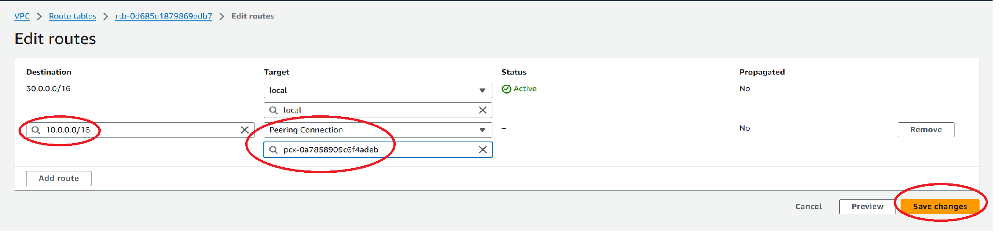 VPC > Route tables > rtb-0d685e1879869edb7 > Edit routes
Edit routes
Destination Target Status Propagated
30.0.0.0/16 local Active No
local
10.0.0.0/16 Peering Connection – No Remove
pcx-0a7858909c6f4adeb
Add route
Cancel Preview Save changes